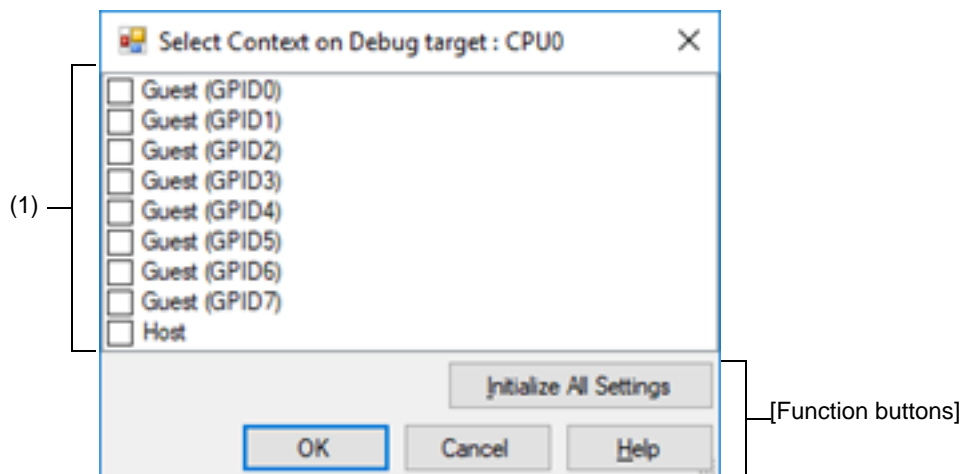 Select Context on Debug target : CPU0
Guest (GPID0)
Guest (GPID1)
Guest (GPID2)
Guest (GPID3)
(1)
Guest (GPID4)
Guest (GPID5)
Guest (GPID6)
Guest (GPID7)
Host
Initialize All Settings
[Function buttons]
OK Cancel Help